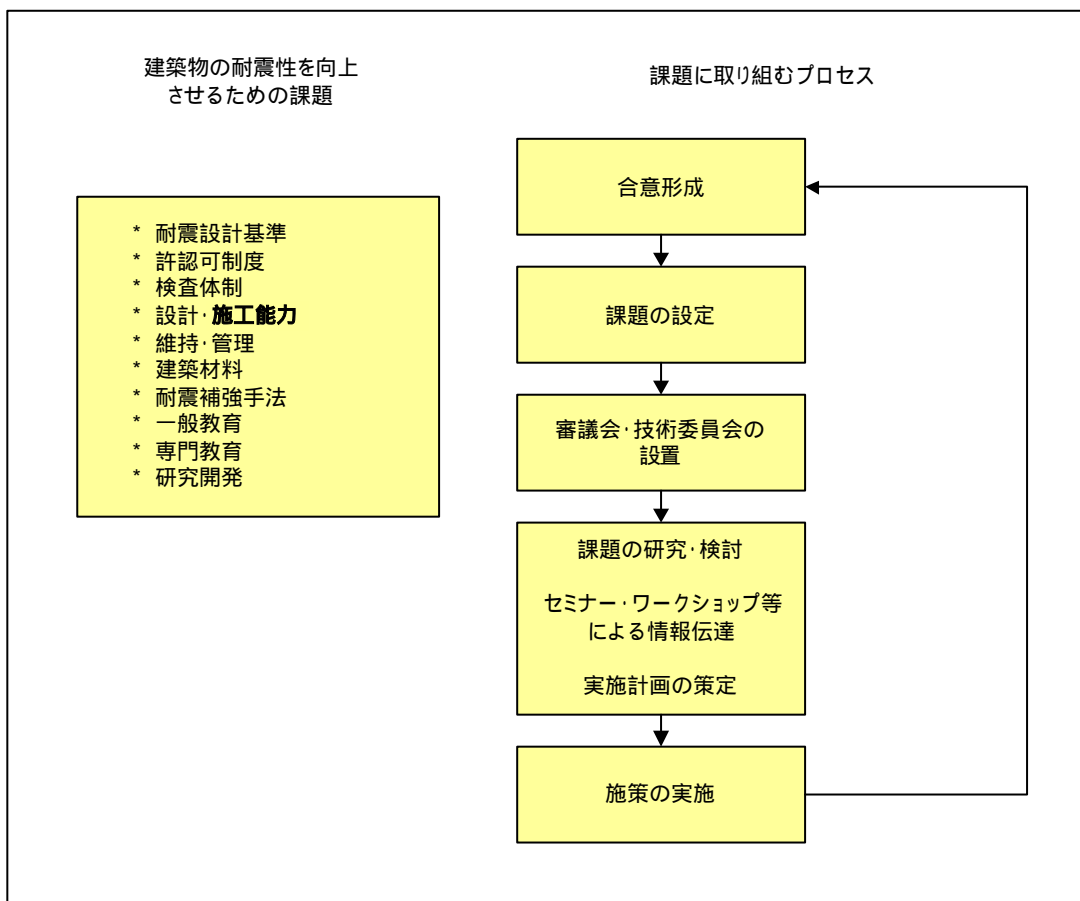 建築物の耐震性を向上
させるための課題
課題に取り組むプロセス
* 耐震設計基準
* 許認可制度
* 検査体制
* 設計・施工能力
* 維持・管理
* 建築材料
* 耐震補強手法
* 一般教育
* 専門教育
* 研究開発
合意形成
課題の設定
審議会・技術委員会の
設置
課題の研究・検討
セミナー・ワークショップ等
による情報伝達
実施計画の策定
施策の実施